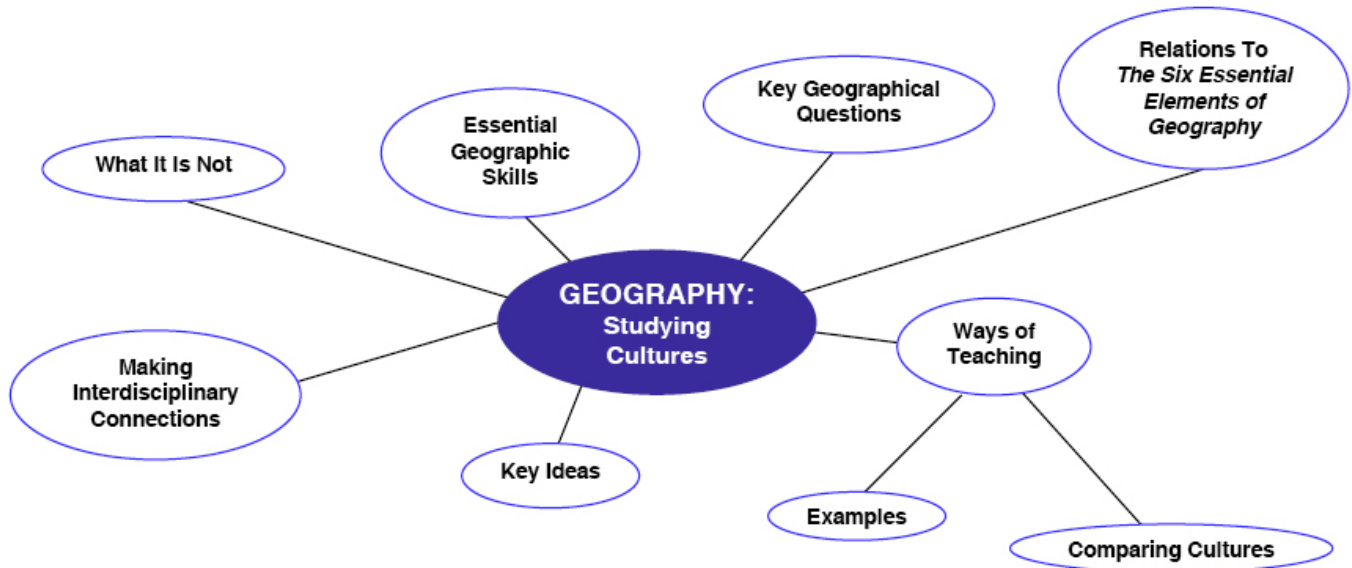 Relations To
The Six Essential
Elements of
Geography
Key Geographical
Questions
Essential
Geographic
Skills
What It Is Not
GEOGRAPHY:
Studying
Cultures
Ways of
Teaching
Making
Interdisciplinary
Connections
Key Ideas
Examples
Comparing Cultures